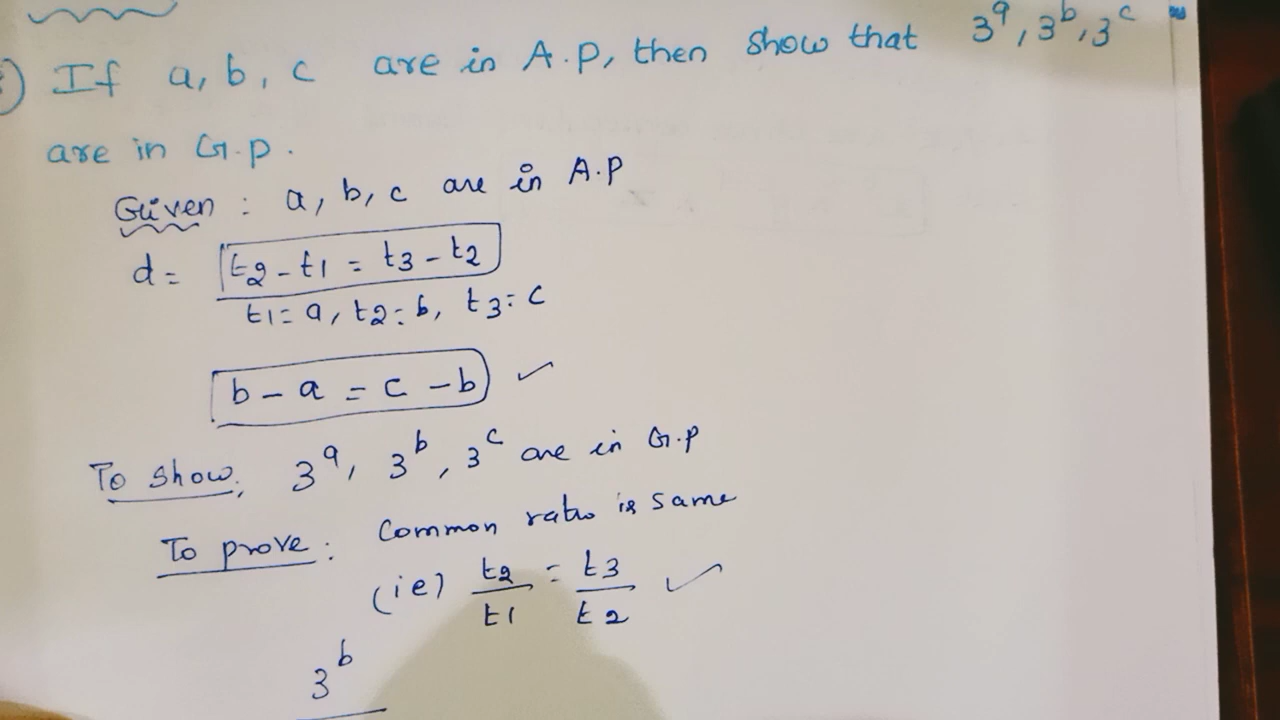 ) If a, b, c are in A.P, then show that 3^a, 3^b, 3^c
are in G.P.
Given : a, b, c are in A.P
d = t2 - t1 = t3 - t2
t1 = a, t2 = b, t3 = c
b - a = c - b ✓
To show: 3^a, 3^b, 3^c are in G.P
To prove : Common ratio is same
(ie) t2/t1 = t3/t2 ✓
3^b